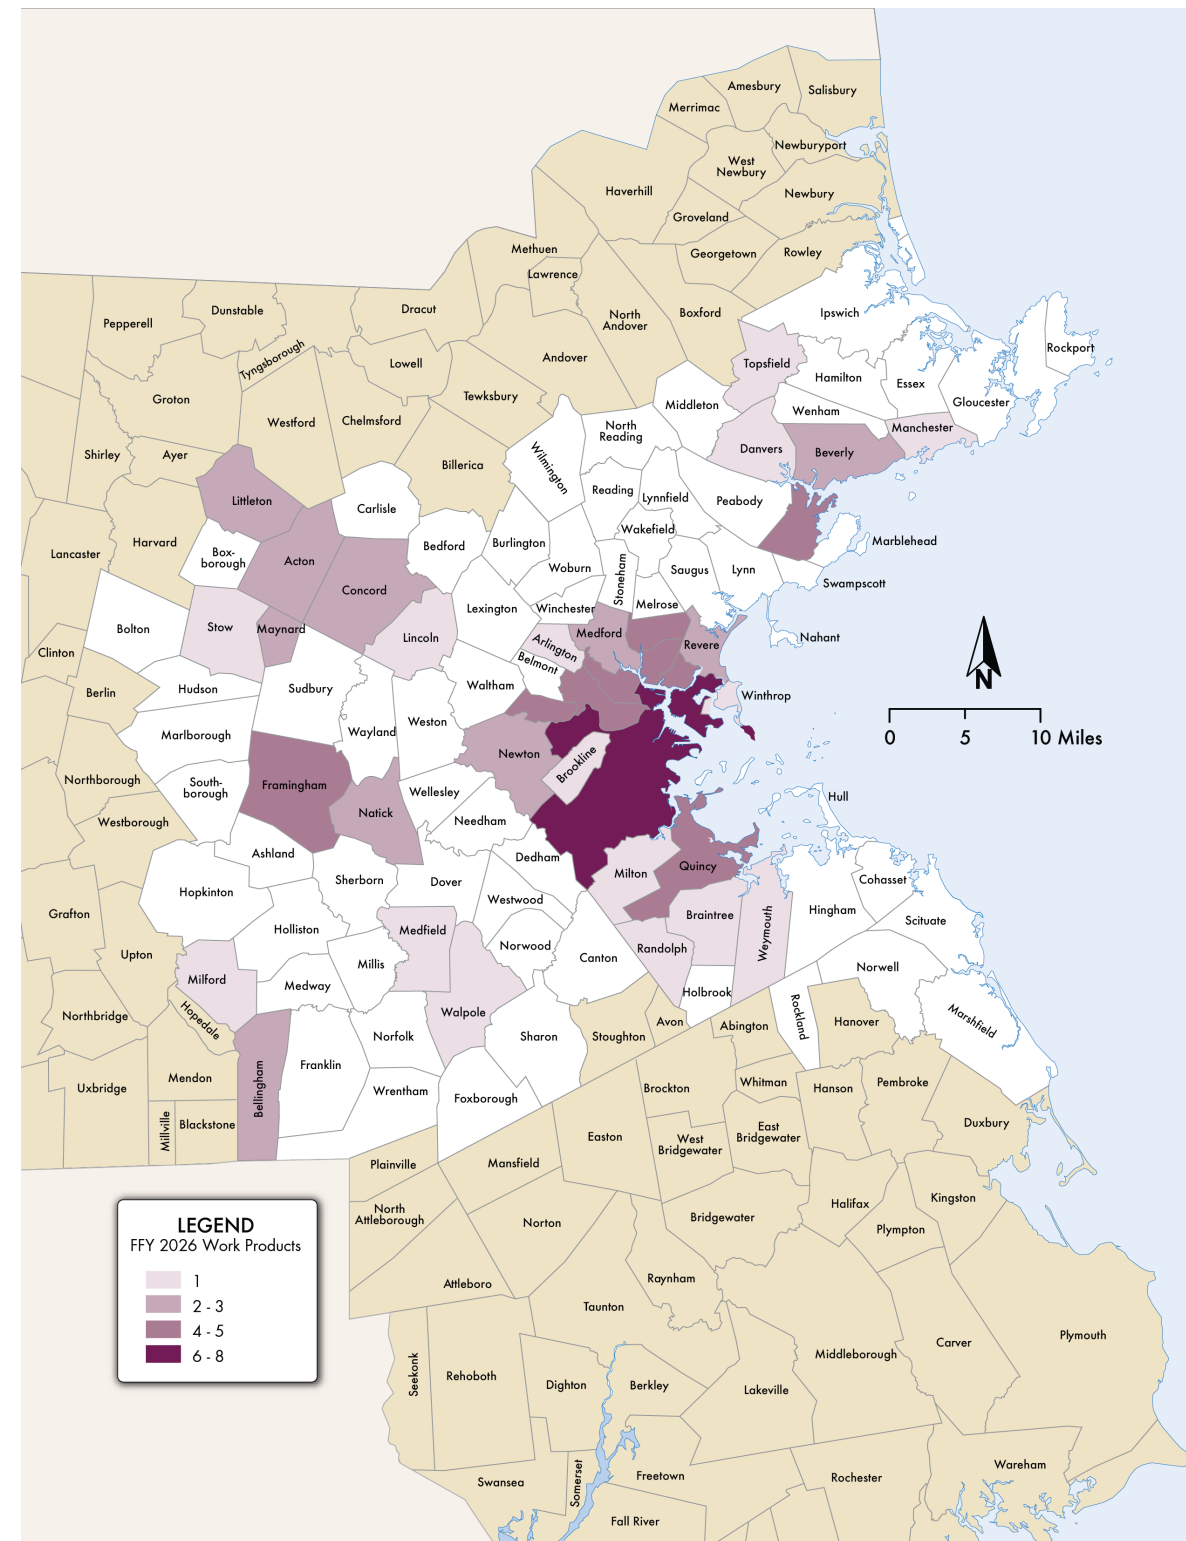 Amesbury
Salisbury
Merrimac
Newburyport
West
Newbury
Haverhill
Newbury
Groveland
Methuen
Georgetown
Rowley
Lawrence
Dunstable
Dracut
Pepperell
North
Andover
Boxford
Ipswich
Tyngsborough
Lowell
Andover
Topsfield
Rockport
Hamilton
Essex
Groton
Tewksbury
Middleton
Wenham
Gloucester
Westford
Chelmsford
North
Reading
Manchester
Shirley
Ayer
Billerica
Wilmington
Danvers
Beverly
Littleton
Carlisle
Reading
Lynnfield
Peabody
Lancaster
Harvard
Box-
borough
Bedford
Burlington
Wakefield
Marblehead
Acton
Woburn
Stoneham
Saugus
Lynn
Swampscott
Concord
Lexington
Winchester
Melrose
Bolton
Stow
Maynard
Lincoln
Arlington
Medford
Revere
Nahant
Clinton
Belmont
Berlin
Hudson
Sudbury
Waltham
Winthrop
N
Marlborough
Wayland
Weston
Newton
Brookline
0 5 10 Miles
Northborough
South-
borough
Framingham
Natick
Wellesley
Hull
Westborough
Needham
Ashland
Dedham
Hopkinton
Sherborn
Dover
Milton
Quincy
Cohasset
Grafton
Westwood
Holliston
Medfield
Norwood
Braintree
Weymouth
Hingham
Scituate
Upton
Millis
Canton
Randolph
Norwell
Milford
Medway
Holbrook
Northbridge
Hopedale
Walpole
Rockland
Marshfield
Norfolk
Sharon
Stoughton
Avon
Abington
Hanover
Uxbridge
Mendon
Bellingham
Franklin
Wrentham
Foxborough
Brockton
Whitman
Hanson
Pembroke
Millville
Blackstone
Easton
West
Bridgewater
East
Bridgewater
Duxbury
Plainville
Mansfield
North
Attleborough
Norton
Bridgewater
Halifax
Kingston
Plympton
LEGEND
FFY 2026 Work Products
1
2 - 3
4 - 5
6 - 8
Attleboro
Raynham
Taunton
Middleborough
Carver
Plymouth
Seekonk
Rehoboth
Dighton
Berkley
Lakeville
Swansea
Somerset
Freetown
Rochester
Wareham
Fall River